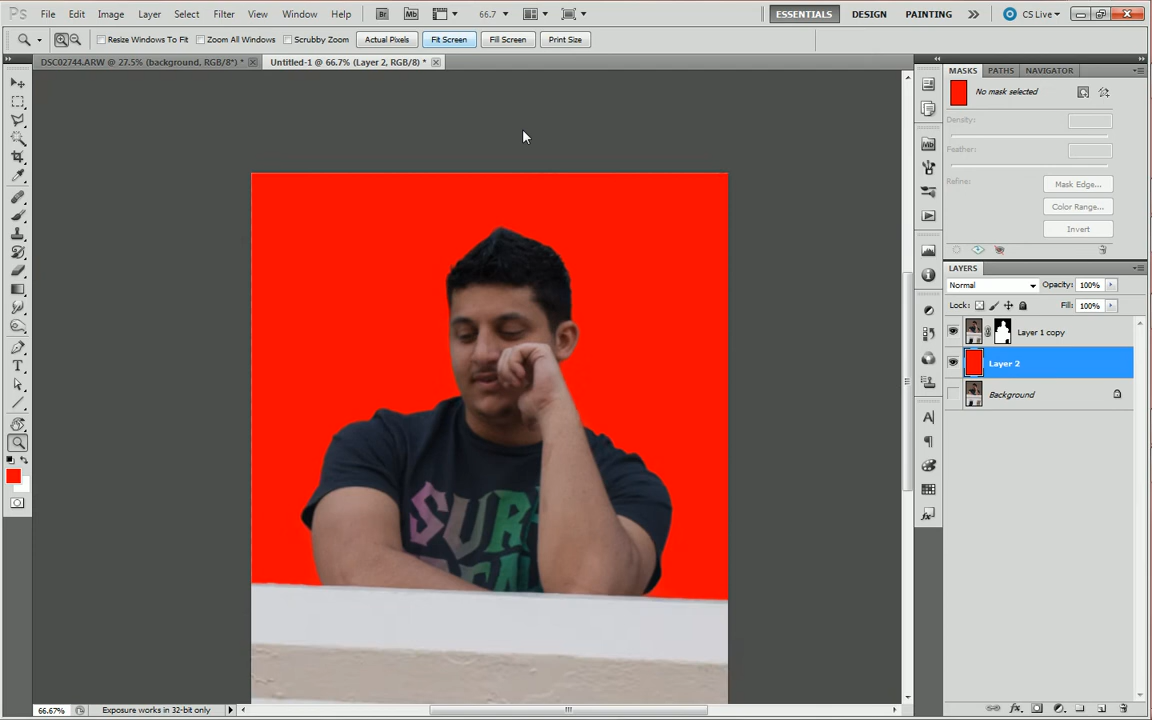 Ps File Edit Image Layer Select Filter View Window Help Br Mb 66.7 ESSENTIALS DESIGN PAINTING CS Live
Resize Windows To Fit Zoom All Windows Scrubby Zoom Actual Pixels Fit Screen Fill Screen Print Size
DSC02744.ARW @ 27.5% (background, RGB/8*) * Untitled-1 @ 66.7% (Layer 2, RGB/8) *
MASKS PATHS NAVIGATOR
No mask selected
Density:
Feather:
Refine: Mask Edge...
Color Range...
Invert
LAYERS
Normal Opacity: 100%
Lock: Fill: 100%
Layer 1 copy
Layer 2
Background
66.67% Exposure works in 32-bit only